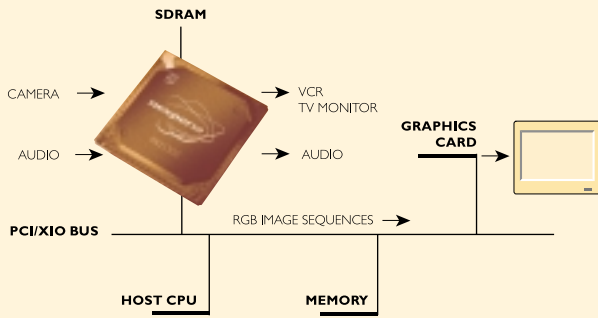 SDRAM
CAMERA
VCR
TV MONITOR
AUDIO
AUDIO
GRAPHICS
CARD
RGB IMAGE SEQUENCES
PCI/XIO BUS
HOST CPU
MEMORY